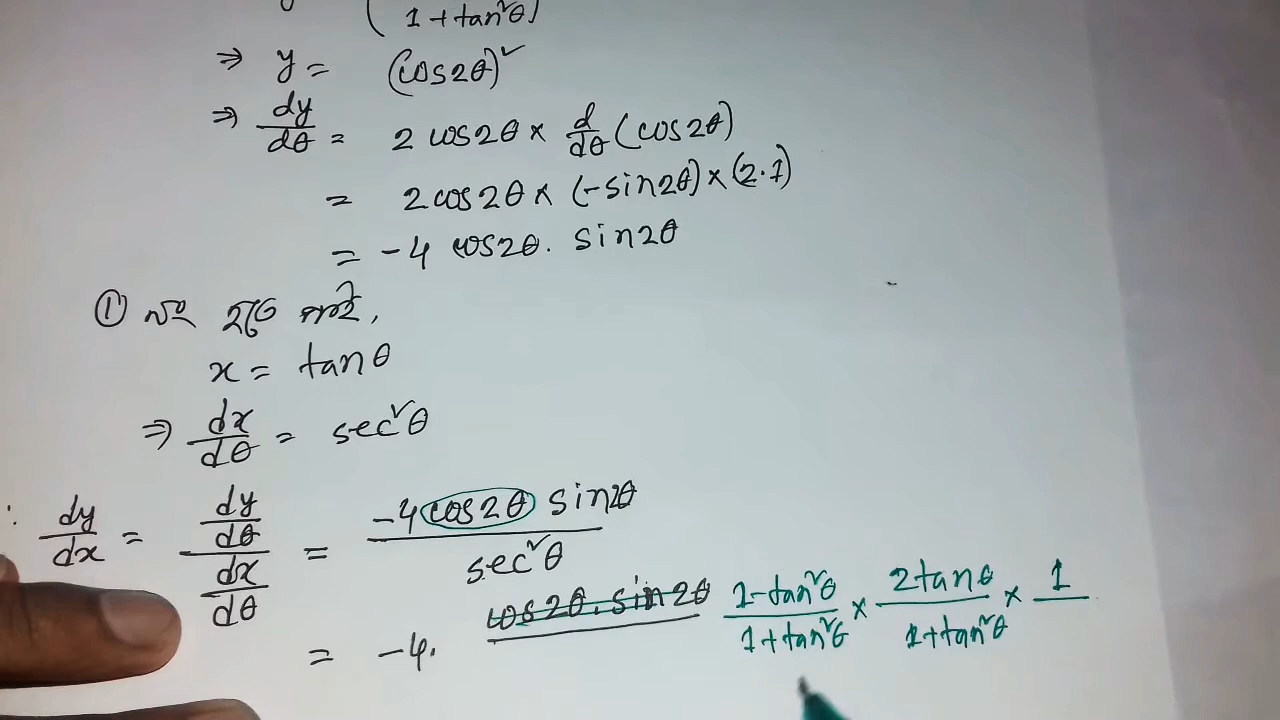 (1+tan²θ)
⇒ y = (cos2θ)²
⇒ dy/dθ = 2 cos2θ × d/dθ (cos2θ)
= 2 cos2θ × (-sin2θ) × (2.1)
= -4 cos2θ. sin2θ
① নং হতে পাই,
x = tanθ
⇒ dx/dθ = sec²θ
∴ dy/dx = (dy/dθ)/(dx/dθ) = (-4 cos2θ sin2θ)/(sec²θ)
= -4. cos2θ. sin2θ (1-tan²θ)/(1+tan²θ) × (2tanθ)/(1+tan²θ) × 1